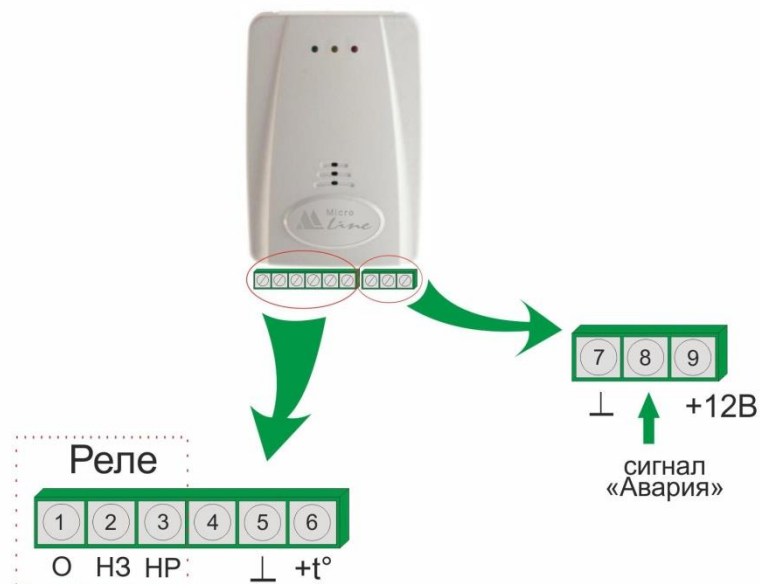 Micro
Line
7 8 9
⊥ +12В
сигнал
«Авария»
Реле
1 2 3 4 5 6
О НЗ НР ⊥ +t°